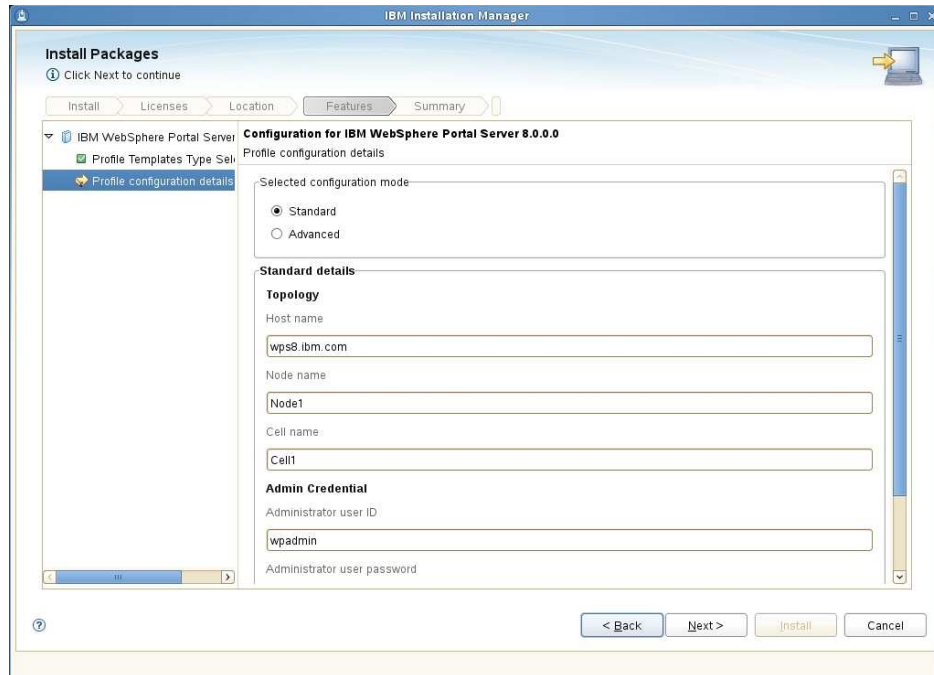 IBM Installation Manager
Install Packages
Click Next to continue
Install Licenses Location Features Summary
IBM WebSphere Portal Server
Profile Templates Type Sel
Profile configuration details
Configuration for IBM WebSphere Portal Server 8.0.0.0
Profile configuration details
Selected configuration mode
Standard
Advanced
Standard details
Topology
Host name
wps8.ibm.com
Node name
Node1
Cell name
Cell1
Admin Credential
Administrator user ID
wpadmin
Administrator user password
< Back Next > Install Cancel